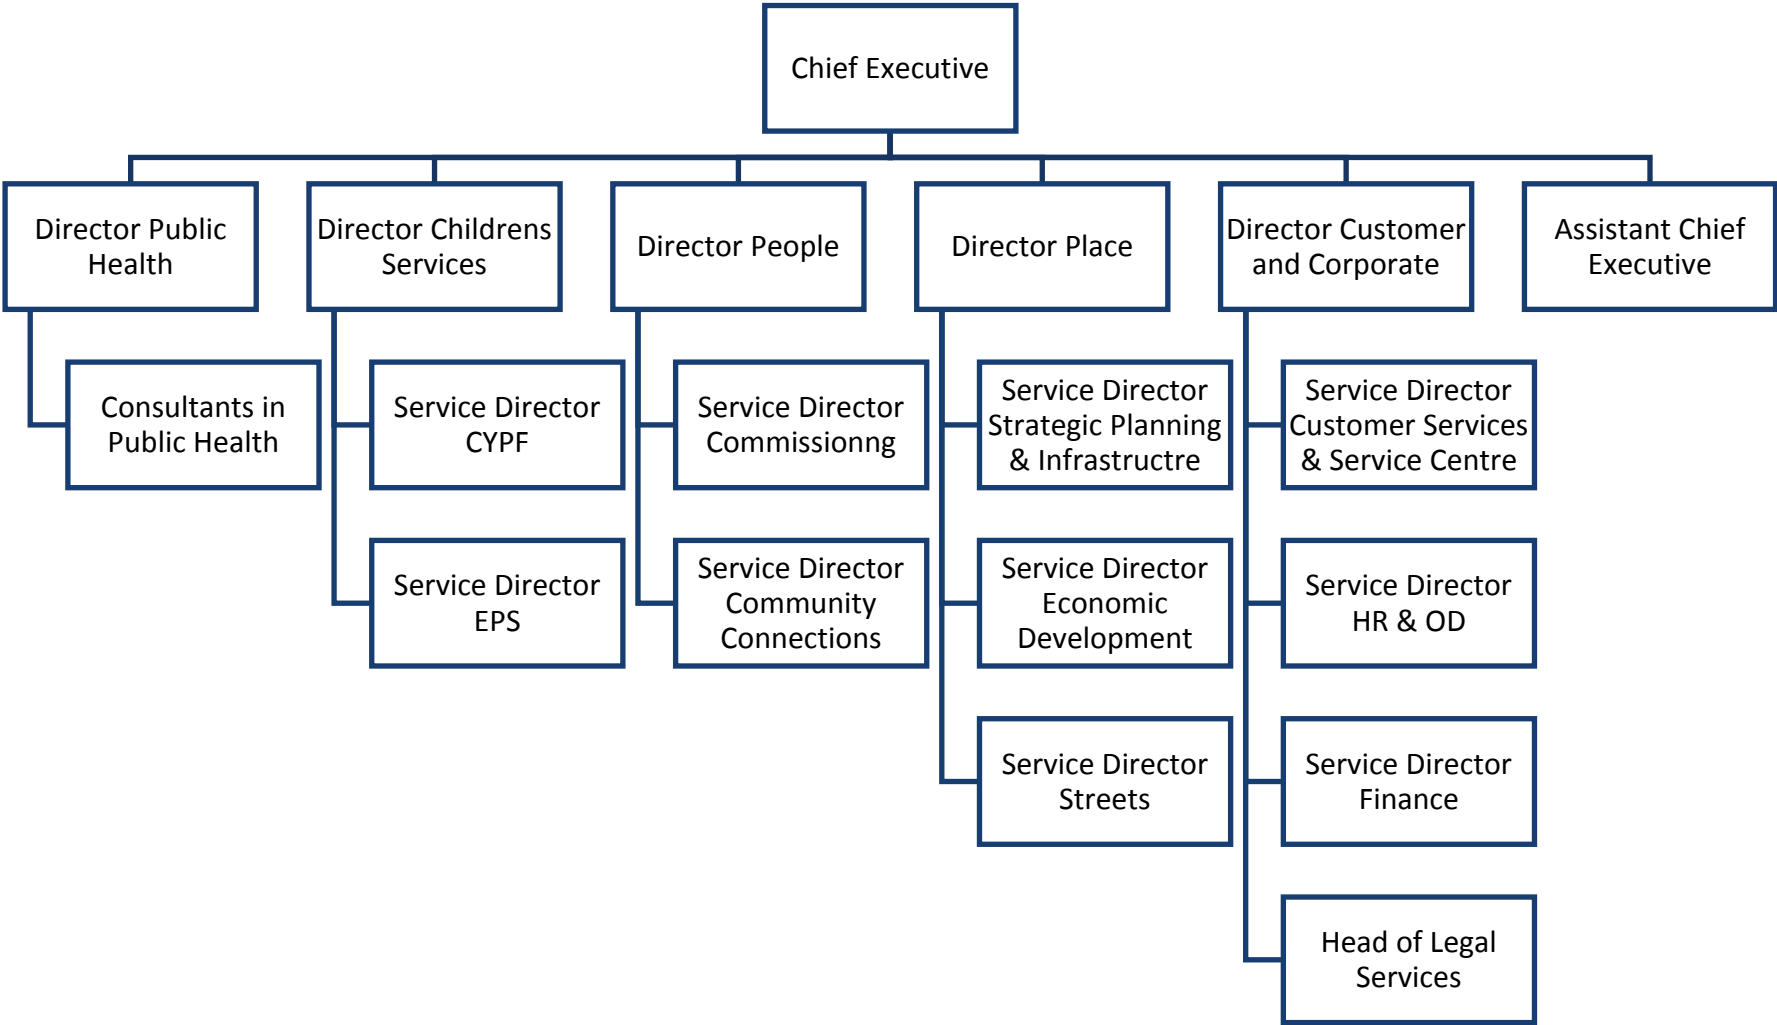 Chief Executive
Director Public
Health
Director Childrens
Services
Director People
Director Place
Director Customer
and Corporate
Assistant Chief
Executive
Consultants in
Public Health
Service Director
CYPF
Service Director
Commissionng
Service Director
Strategic Planning
& Infrastructre
Service Director
Customer Services
& Service Centre
Service Director
EPS
Service Director
Community
Connections
Service Director
Economic
Development
Service Director
HR & OD
Service Director
Streets
Service Director
Finance
Head of Legal
Services